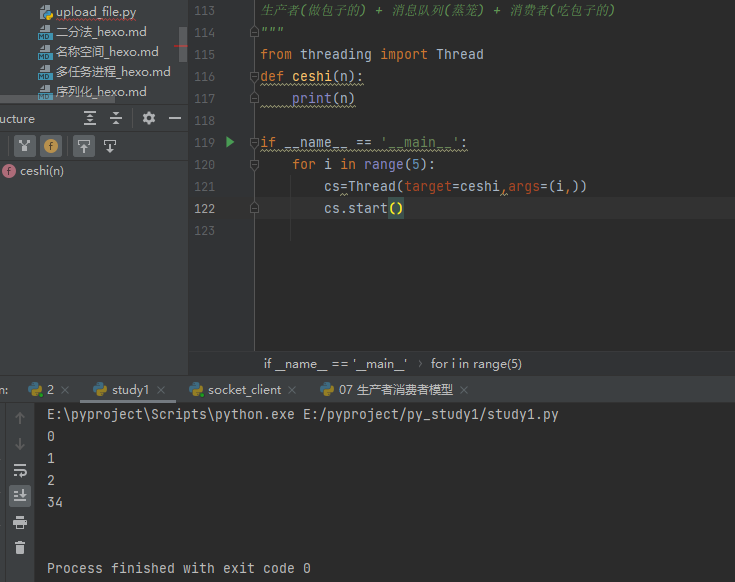 upload_file.py
二分法_hexo.md
名称空间_hexo.md
多任务进程_hexo.md
序列化_hexo.md
ucture
ceshi(n)
113 生产者(做包子的) + 消息队列(蒸笼) + 消费者(吃包子的)
114 """
115 from threading import Thread
116 def ceshi(n):
117 print(n)
118
119 if __name__ == '__main__':
120 for i in range(5):
121 cs=Thread(target=ceshi,args=(i,))
122 cs.start()
123
if __name__ == '__main__' › for i in range(5)
n: 2 study1 socket_client 07 生产者消费者模型
E:\pyproject\Scripts\python.exe E:/pyproject/py_study1/study1.py
0
1
2
34
Process finished with exit code 0